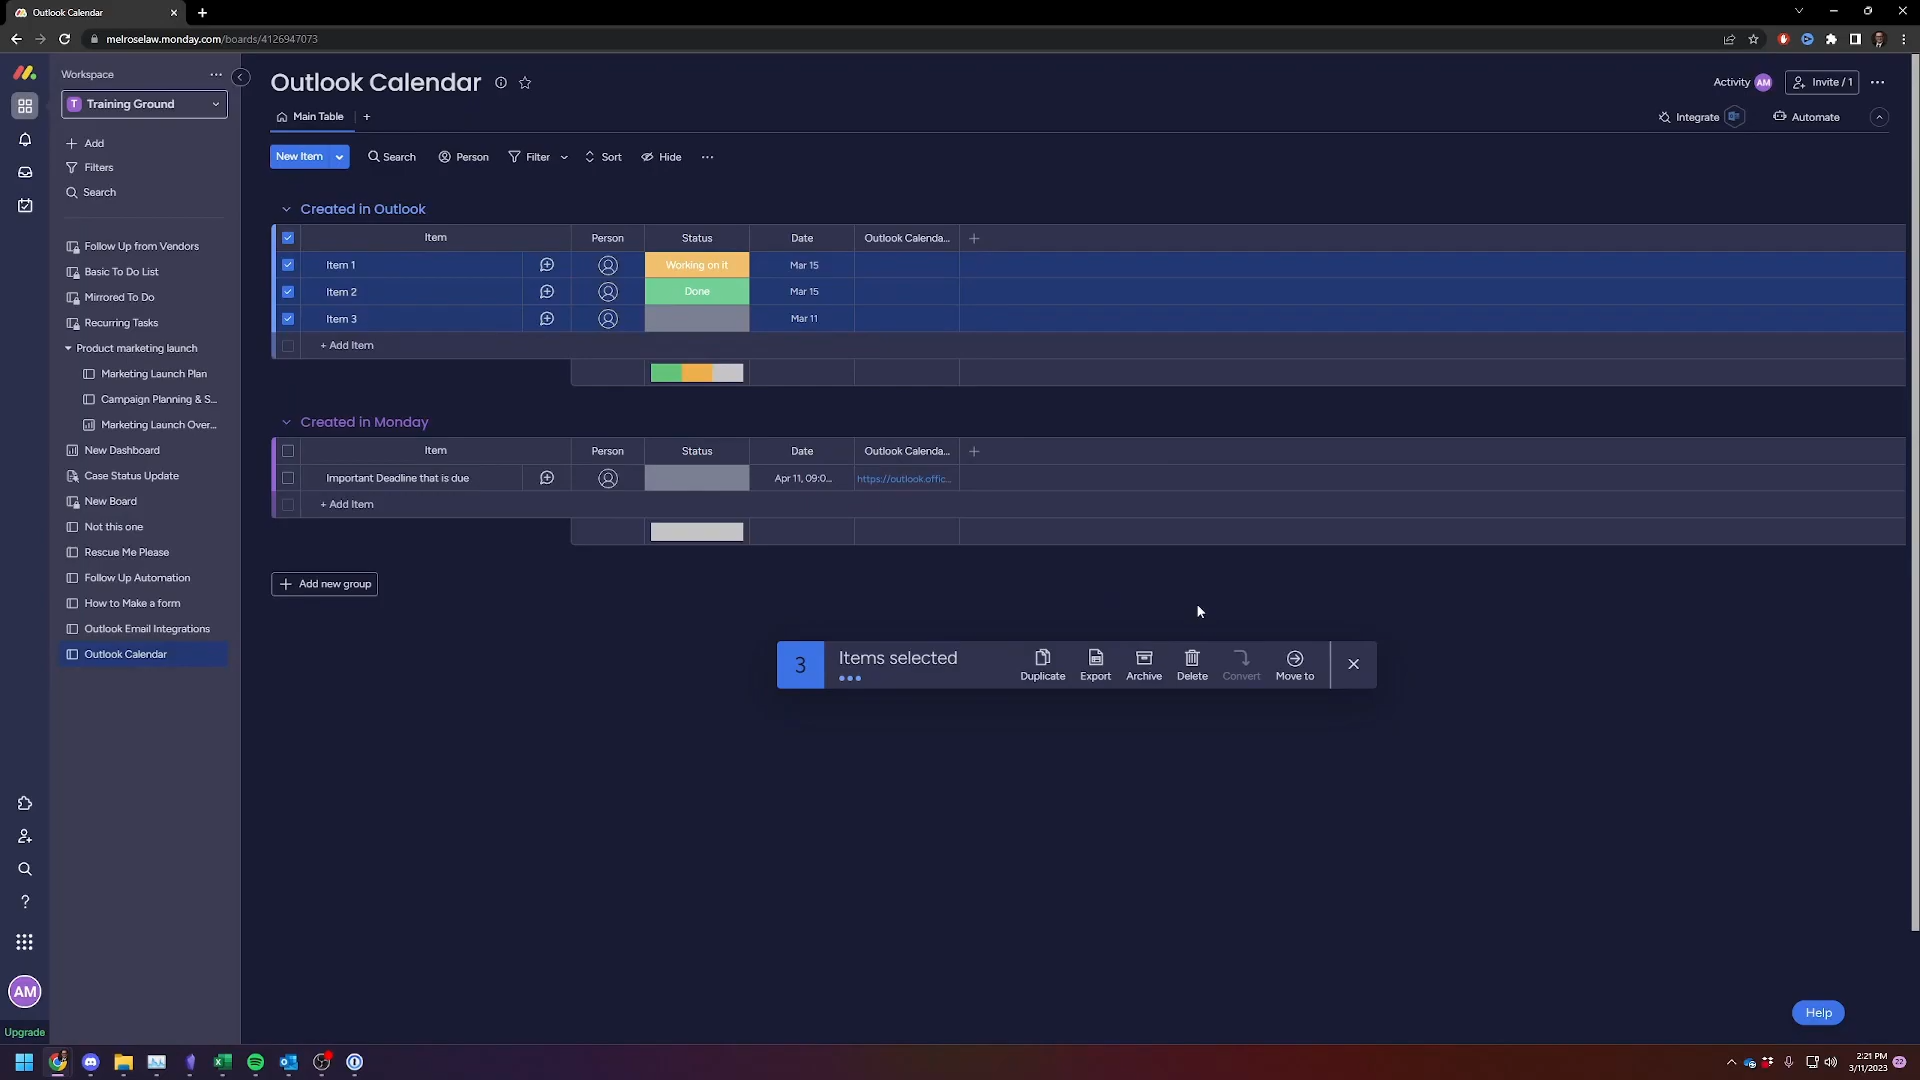 Outlook Calendar
melroselaw.monday.com/boards/4126947073
Workspace
T Training Ground
Add
Filters
Search
Follow Up from Vendors
Basic To Do List
Mirrored To Do
Recurring Tasks
Product marketing launch
Marketing Launch Plan
Campaign Planning & S...
Marketing Launch Over...
New Dashboard
Case Status Update
New Board
Not this one
Rescue Me Please
Follow Up Automation
How to Make a form
Outlook Email Integrations
Outlook Calendar
AM
Upgrade
Outlook Calendar
Activity AM Invite / 1
Main Table +
Integrate Automate
New Item Search Person Filter Sort Hide
Created in Outlook
Item Person Status Date Outlook Calenda...
Item 1 Working on it Mar 15
Item 2 Done Mar 15
Item 3 Mar 11
+ Add Item
Created in Monday
Item Person Status Date Outlook Calenda...
Important Deadline that is due Apr 11, 09:0... https://outlook.offic...
+ Add Item
+ Add new group
3 Items selected Duplicate Export Archive Delete Convert Move to
Help
2:21 PM
3/11/2023 22